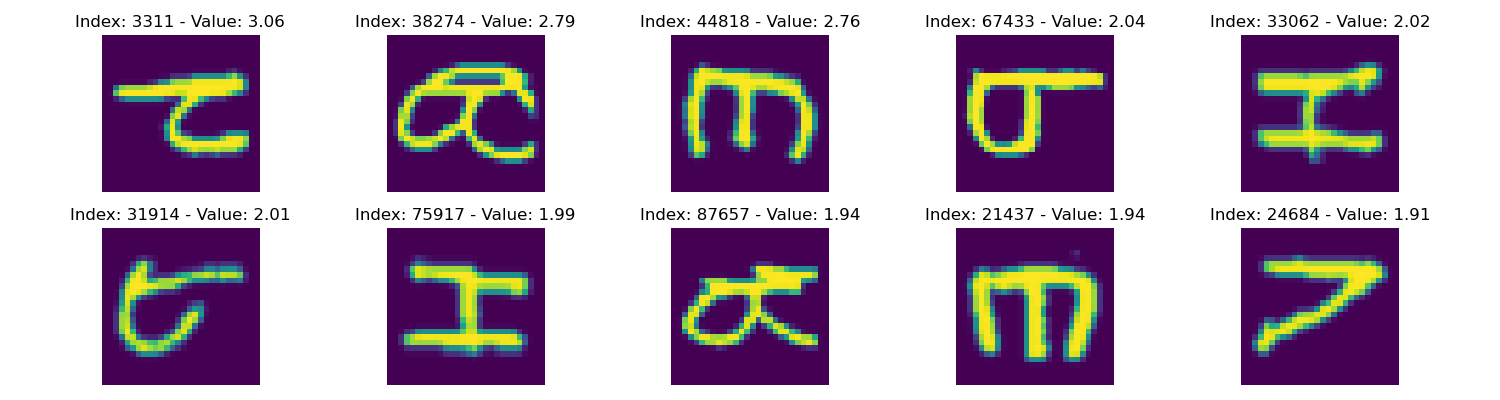 Index: 3311 - Value: 3.06 Index: 38274 - Value: 2.79 Index: 44818 - Value: 2.76 Index: 67433 - Value: 2.04 Index: 33062 - Value: 2.02
a m I
Index: 31914 - Value: 2.01 Index: 75917 - Value: 1.99 Index: 87657 - Value: 1.94 Index: 21437 - Value: 1.94 Index: 24684 - Value: 1.91
I a m